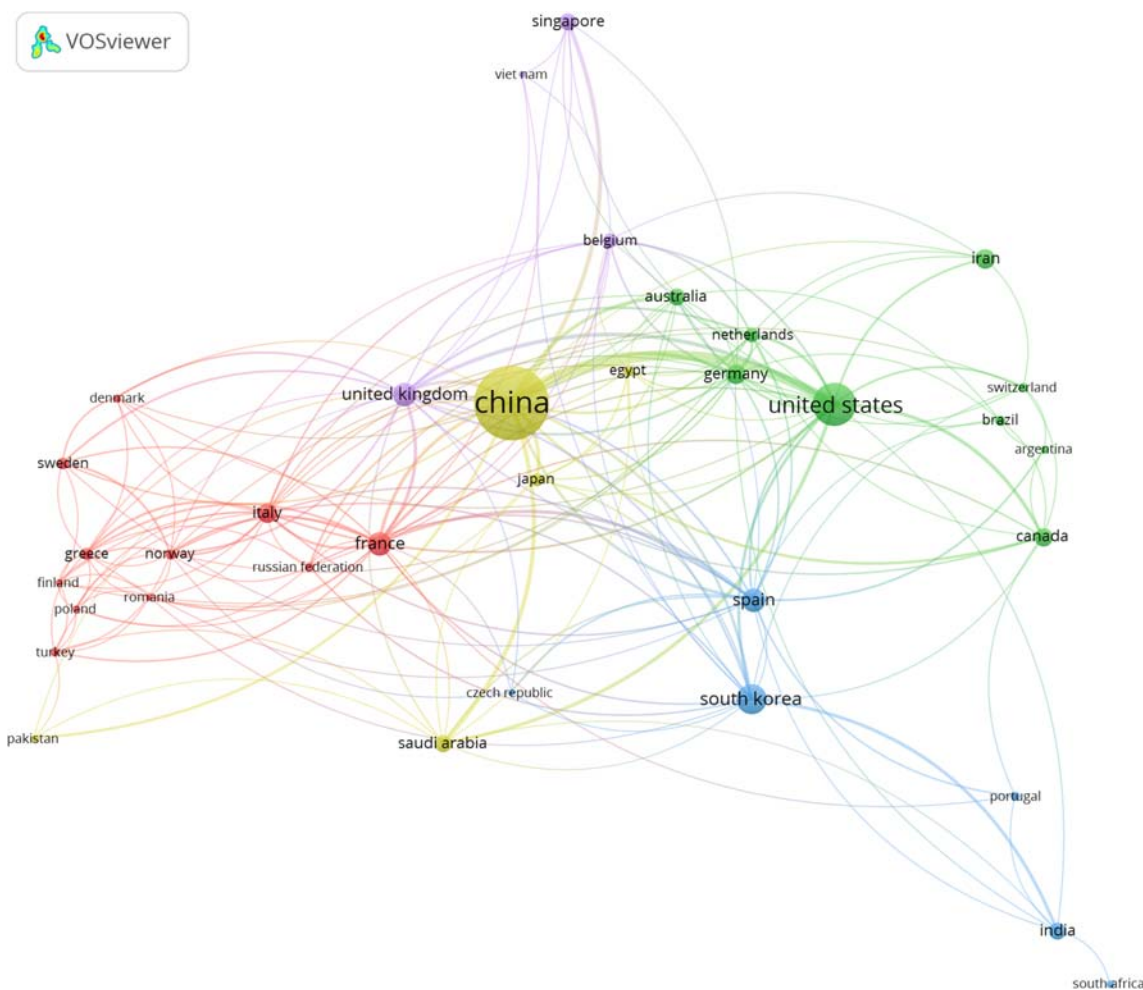 VOSviewer
singapore
viet nam
belgium
iran
australia
netherlands
egypt
germany
switzerland
denmark
united kingdom
china
united states
brazil
argentina
sweden
japan
italy
canada
france
greece
norway
russian federation
finland
romania
poland
spain
turkey
czech republic
south korea
pakistan
saudi arabia
portugal
india
south africa